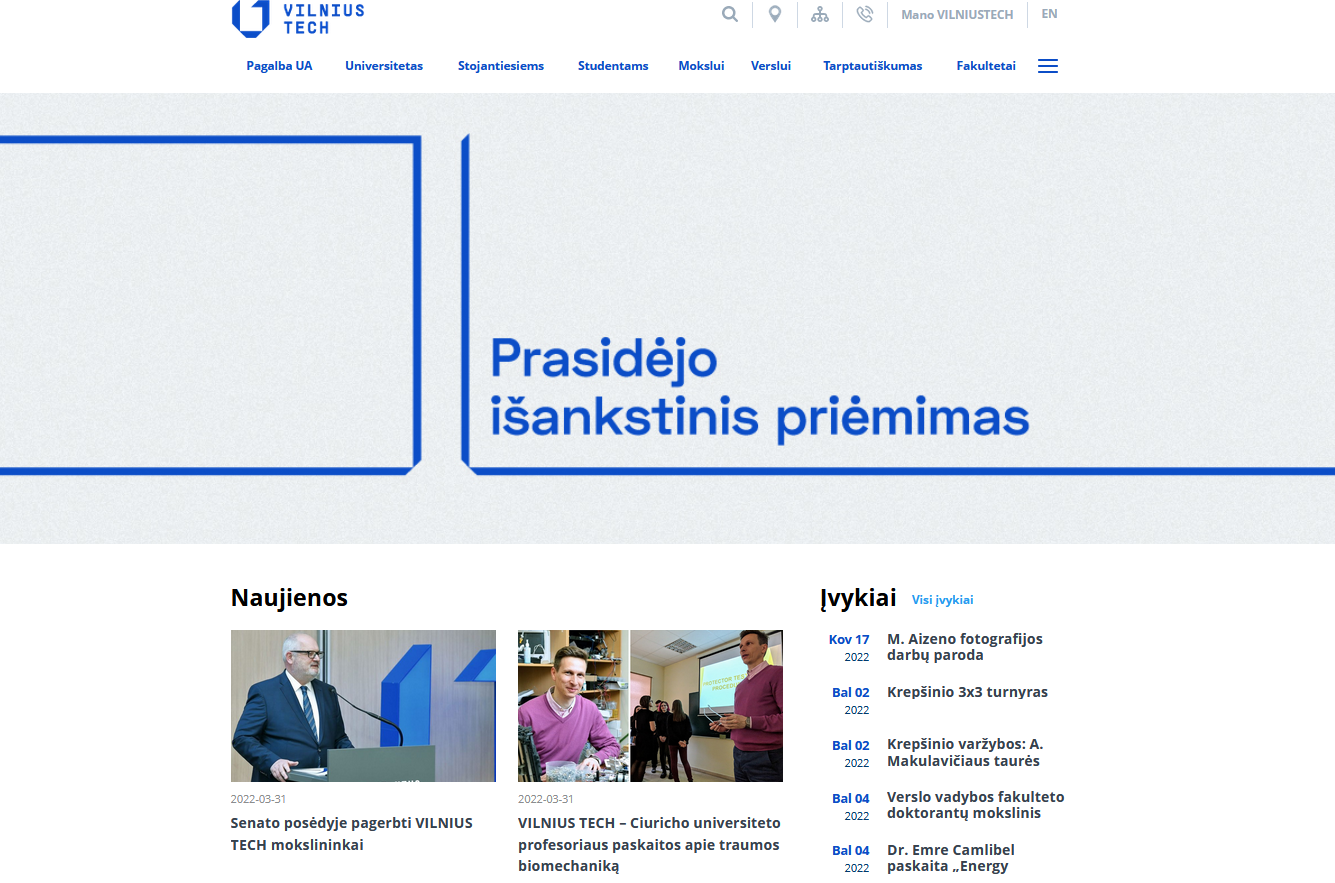 VILNIUS
TECH
Mano VILNIUSTECH
EN
Pagalba UA
Universitetas
Stojantiesiems
Studentams
Mokslui
Verslui
Tarptautiškumas
Fakultetai
Prasidėjo
išankstinis priėmimas
Naujienos
2022-03-31
Senato posėdyje pagerbti VILNIUS
TECH mokslininkai
2022-03-31
VILNIUS TECH – Ciuricho universiteto
profesoriaus paskaitos apie traumos
biomechaniką
Įvykiai
Visi įvykiai
Kov 17
2022
M. Aizeno fotografijos
darbų paroda
Bal 02
2022
Krepšinio 3x3 turnyras
Bal 02
2022
Krepšinio varžybos: A.
Makulavičiaus taurės
Bal 04
2022
Verslo vadybos fakulteto
doktorantų mokslinis
Bal 04
2022
Dr. Emre Camlibel
paskaita „Energy